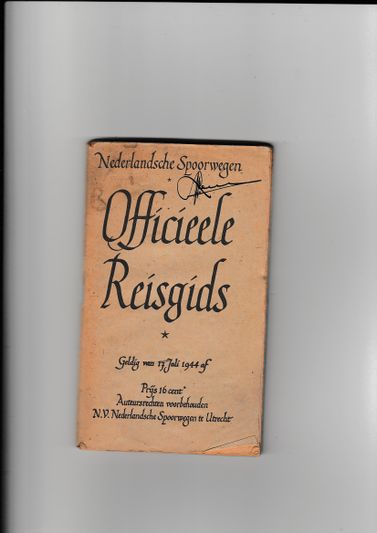 Nederlandsche Spoorwegen
Officieele
Reisgids
Geldig van 17 Juli 1944 af
Prijs 16 cent
Auteursrechten voorbehouden
N.V. Nederlandsche Spoorwegen te Utrecht